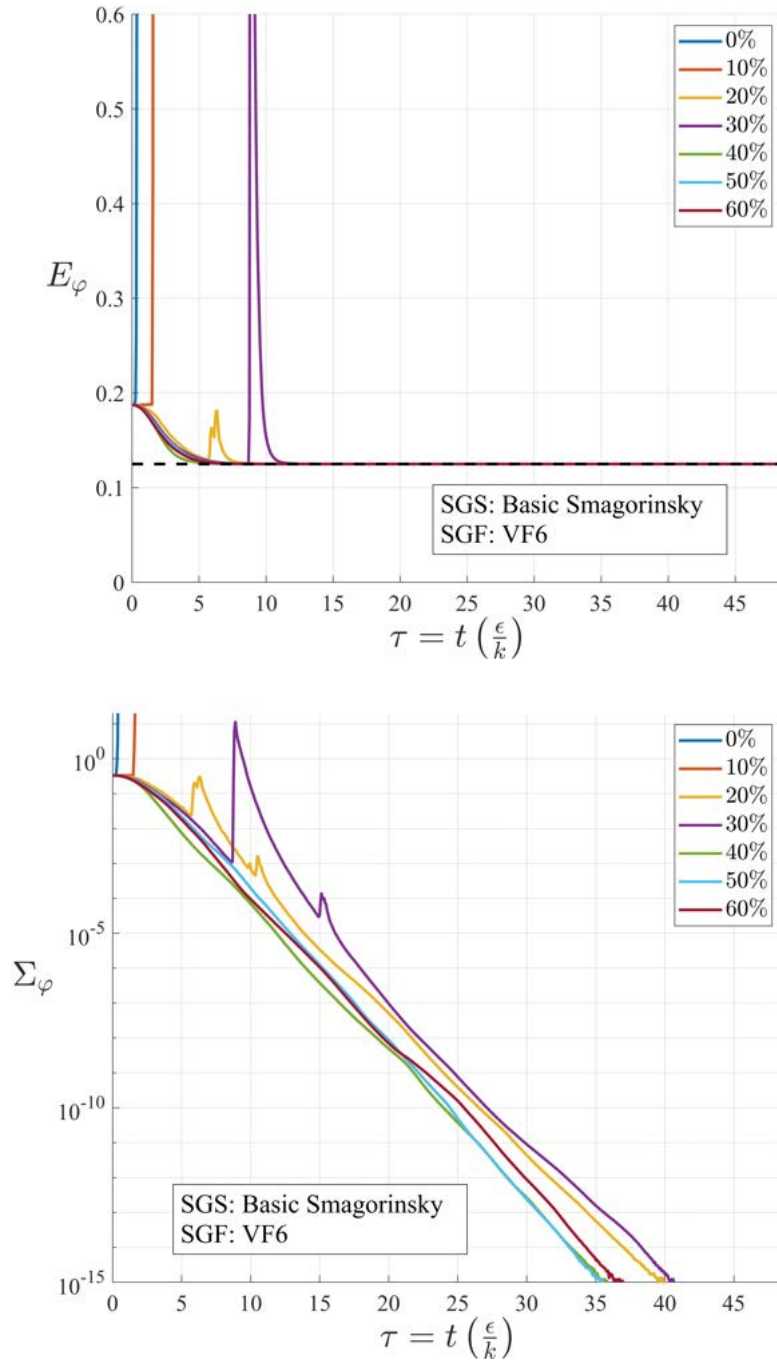 0.6
0.5
0.4
0.3
0.2
0.1
0
E_φ
0%
10%
20%
30%
40%
50%
60%
SGS: Basic Smagorinsky
SGF: VF6
0 5 10 15 20 25 30 35 40 45
τ = t (ϵ/k)
10^0
10^-5
10^-10
10^-15
Σ_φ
0%
10%
20%
30%
40%
50%
60%
SGS: Basic Smagorinsky
SGF: VF6
0 5 10 15 20 25 30 35 40 45
τ = t (ϵ/k)